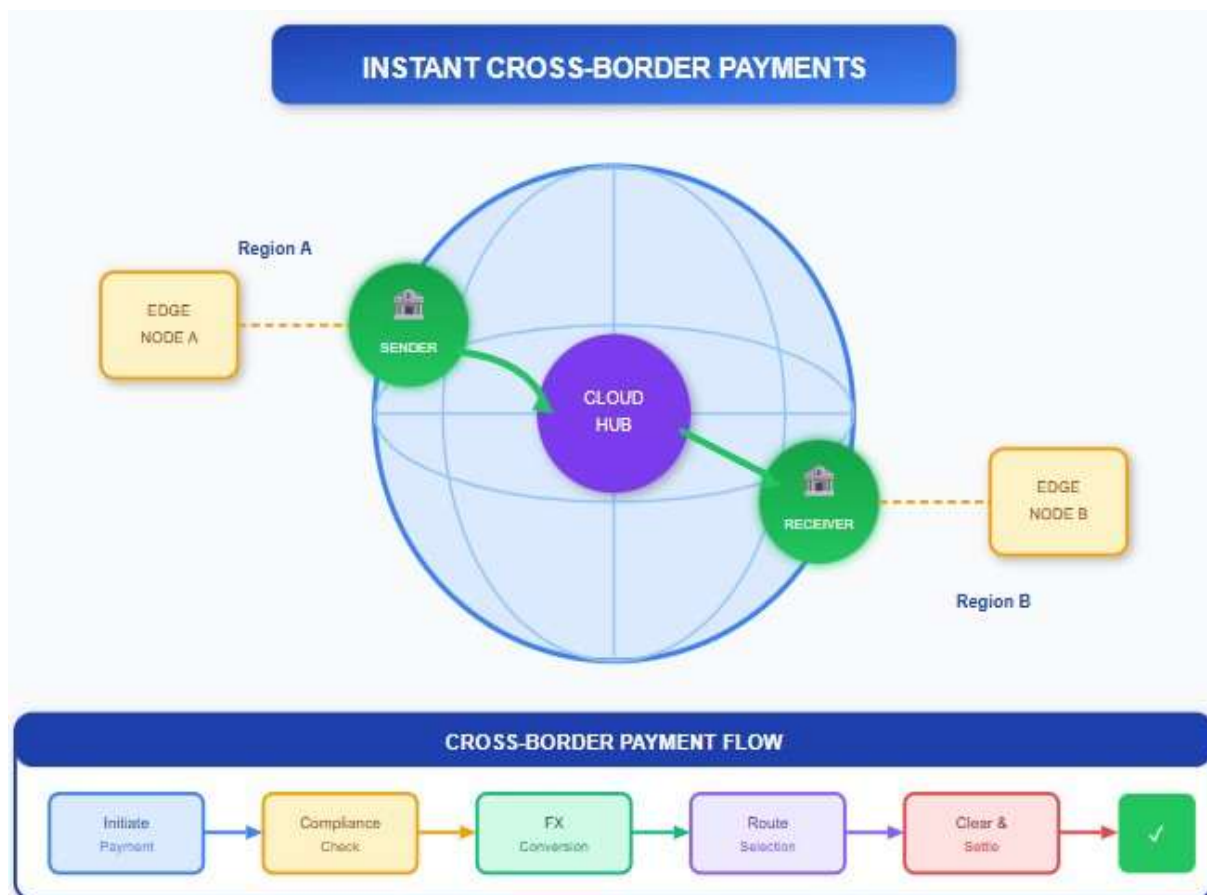 INSTANT CROSS-BORDER PAYMENTS
Region A
EDGE
NODE A
SENDER
CLOUD
HUB
RECEIVER
EDGE
NODE B
Region B
CROSS-BORDER PAYMENT FLOW
Initiate
Payment
Compliance
Check
FX
Conversion
Route
Selection
Clear &
Settle
✓